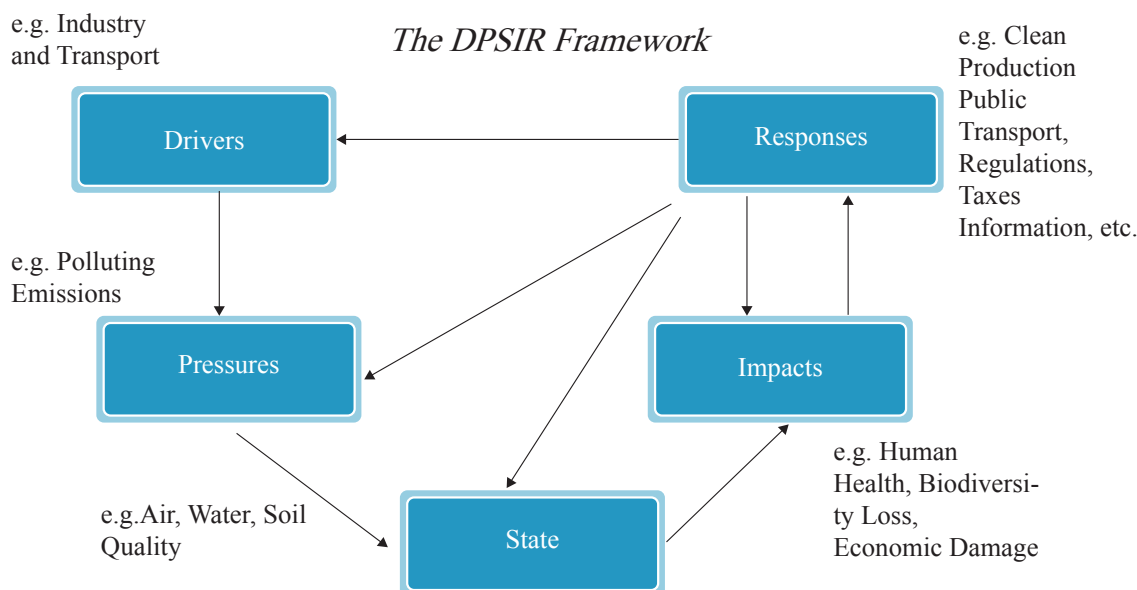 e.g. Industry
and Transport
The DPSIR Framework
e.g. Clean
Production
Public
Transport,
Regulations,
Taxes
Information, etc.
Drivers
Responses
e.g. Polluting
Emissions
Pressures
Impacts
e.g. Human
Health, Biodiversi-
ty Loss,
Economic Damage
e.g.Air, Water, Soil
Quality
State